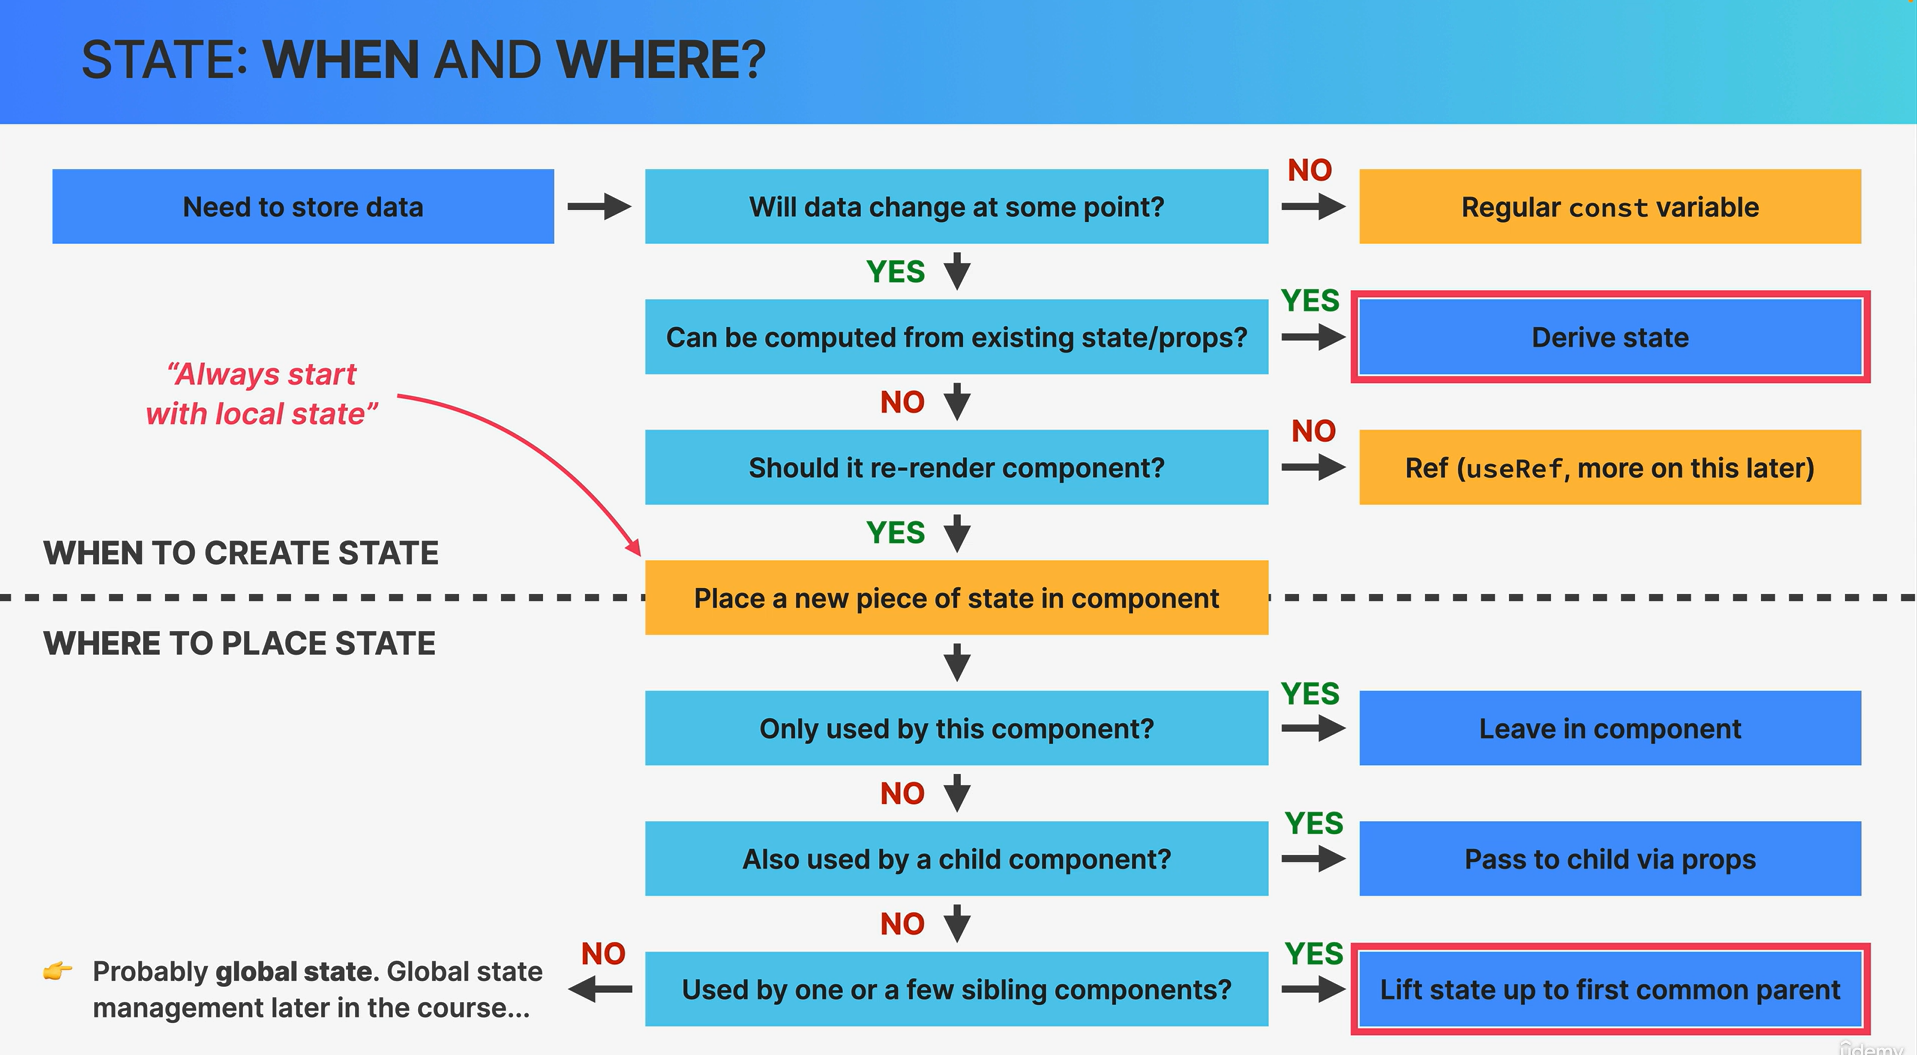 STATE: WHEN AND WHERE?
Need to store data
Will data change at some point?
NO
Regular const variable
YES
Can be computed from existing state/props?
YES
Derive state
“Always start
with local state”
NO
Should it re-render component?
NO
Ref (useRef, more on this later)
YES
WHEN TO CREATE STATE
Place a new piece of state in component
WHERE TO PLACE STATE
Only used by this component?
YES
Leave in component
NO
Also used by a child component?
YES
Pass to child via props
NO
Used by one or a few sibling components?
YES
Lift state up to first common parent
NO
👉 Probably global state. Global state
management later in the course...
ûdemy